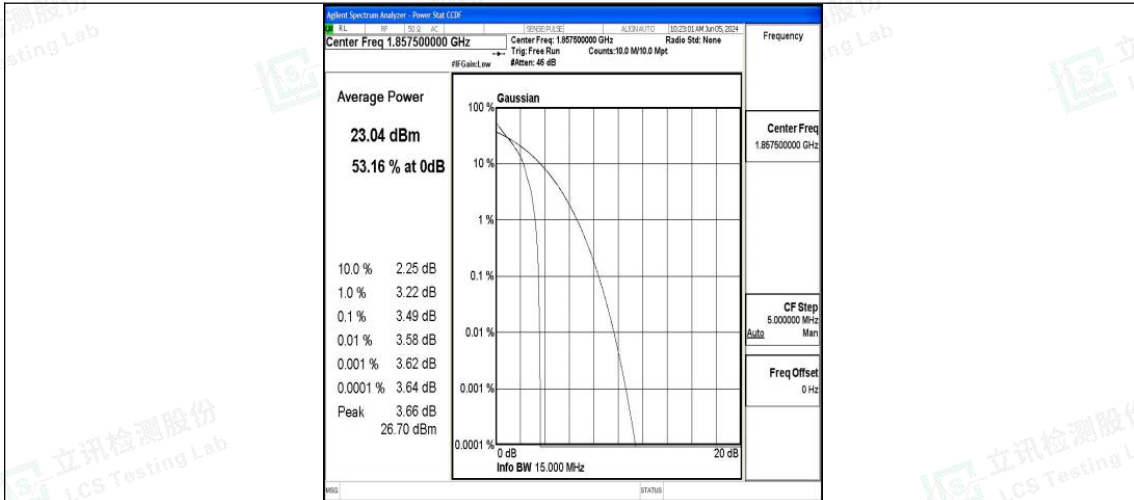 Agilent Spectrum Analyzer - Power Stat CCDF
RL RF 50 Ω AC SENSE:PULSE ALIGN AUTO 10:23:01 AM Jun 05, 2024
Center Freq 1.857500000 GHz
Center Freq: 1.857500000 GHz Radio Std: None
Trig: Free Run Counts:10.0 M/10.0 Mpt
#IFGain:Low #Atten: 46 dB
Frequency
Average Power
23.04 dBm
53.16 % at 0dB
10.0 % 2.25 dB
1.0 % 3.22 dB
0.1 % 3.49 dB
0.01 % 3.58 dB
0.001 % 3.62 dB
0.0001 % 3.64 dB
Peak 3.66 dB
26.70 dBm
Gaussian
100 %
10 %
1 %
0.1 %
0.01 %
0.001 %
0.0001 %
0 dB 20 dB
Info BW 15.000 MHz
Center Freq
1.857500000 GHz
CF Step
5.000000 MHz
Auto Man
Freq Offset
0 Hz
MSG STATUS
立讯检测股份
LCS Testing Lab